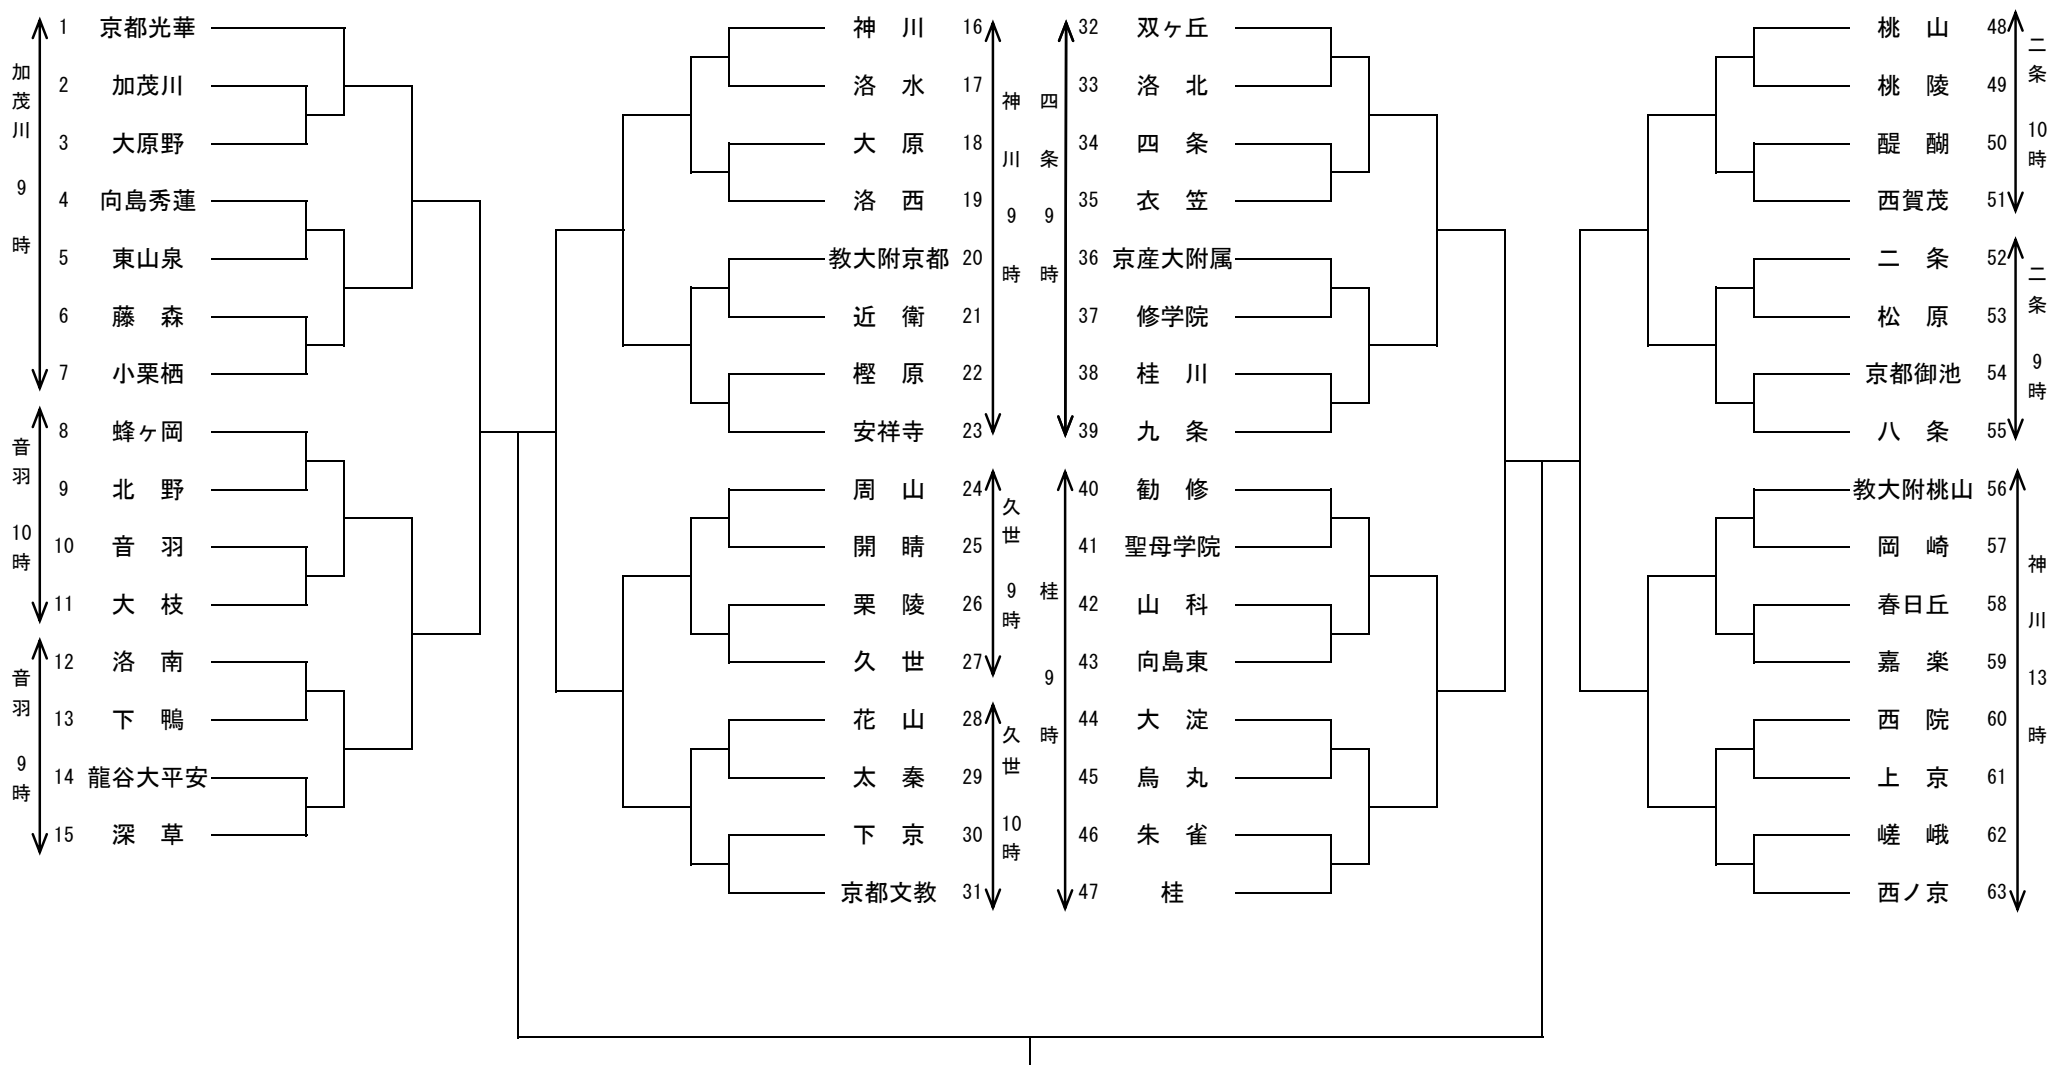 加茂川 9 時
1 京都光華
2 加茂川
3 大原野
4 向島秀蓮
5 東山泉
6 藤 森
7 小栗栖
音羽 10 時
8 蜂ヶ岡
9 北 野
10 音 羽
11 大 枝
音羽 9 時
12 洛 南
13 下 鴨
14 龍谷大平安
15 深 草
神 川 16
洛 水 17
大 原 18
洛 西 19
教大附京都 20
近 衛 21
樫 原 22
安祥寺 23
神川 9 時
周 山 24
開 睛 25
栗 陵 26
久 世 27
久世 9 時
花 山 28
太 秦 29
下 京 30
京都文教 31
久世 10 時
四条 9 時
32 双ヶ丘
33 洛 北
34 四 条
35 衣 笠
36 京産大附属
37 修学院
38 桂 川
39 九 条
桂 9 時
40 勧 修
41 聖母学院
42 山 科
43 向島東
44 大 淀
45 烏 丸
46 朱 雀
47 桂
桃 山 48
桃 陵 49
醍 醐 50
西賀茂 51
二条 10 時
二 条 52
松 原 53
京都御池 54
八 条 55
二条 9 時
教大附桃山 56
岡 崎 57
春日丘 58
嘉 楽 59
西 院 60
上 京 61
嵯 峨 62
西ノ京 63
神川 13 時